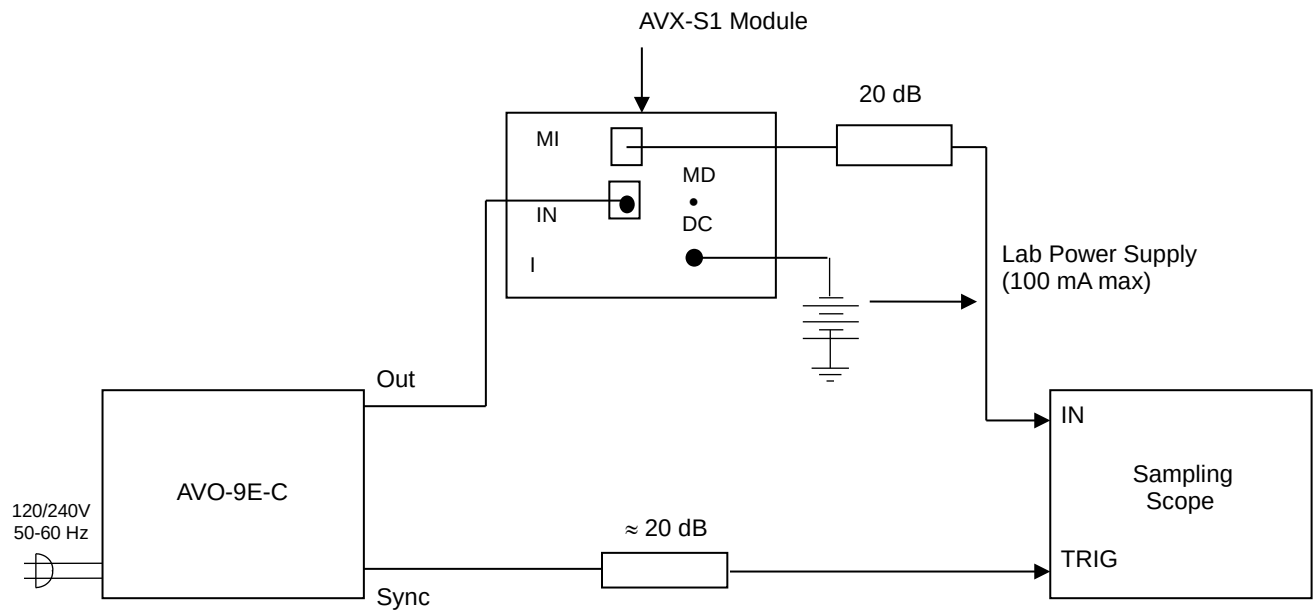 AVX-S1 Module
20 dB
MI
MD
IN
DC
I
Lab Power Supply
(100 mA max)
Out
IN
Sampling
Scope
AVO-9E-C
120/240V
50-60 Hz
≈ 20 dB
TRIG
Sync